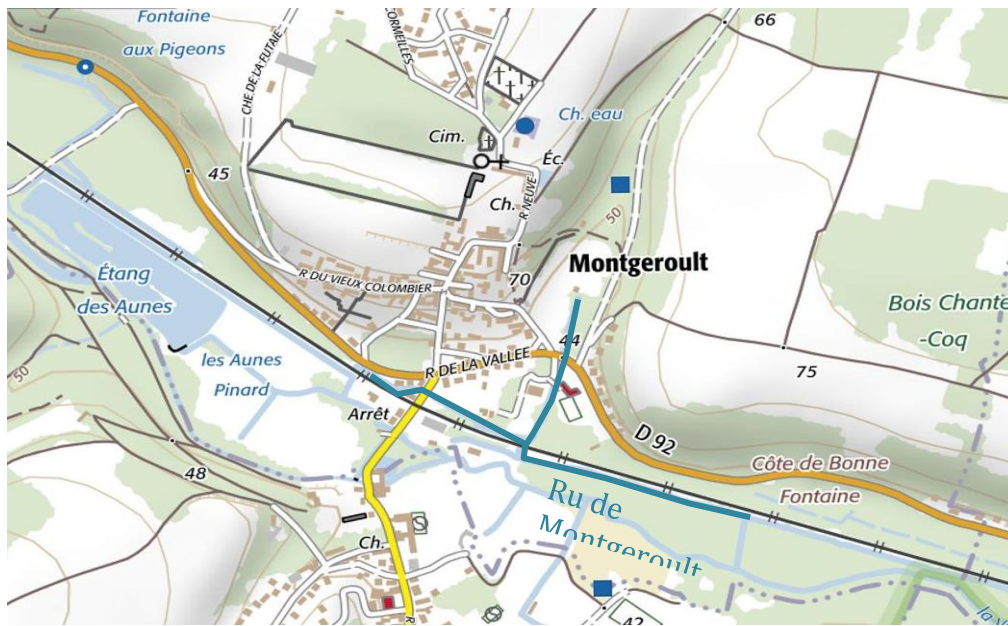 Fontaine
aux Pigeons
CHE. DE LA FUTAIE
CORMEILLES
66
Cim.
Ch. eau
Éc.
45
Ch.
R NEUVE
50
Montgeroult
70
Étang
des Aunes
R DU VIEUX COLOMBIER
Bois Chante
-Coq
les Aunes
Pinard
R DE LA VALLEE
44
75
50
Arrêt
D 92
48
Côte de Bonne
Fontaine
Ru de
Montgeroult
Ch.
42
R